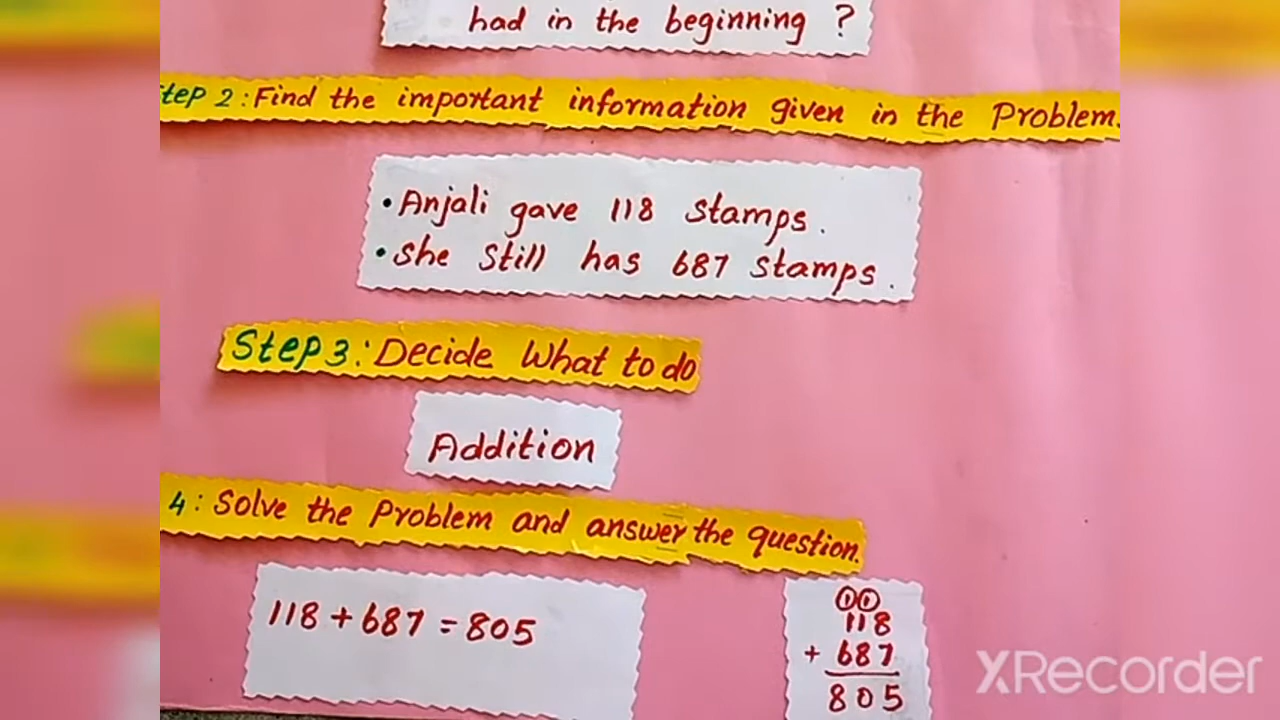 had in the beginning ?
tep 2 : Find the important information given in the Problem.
• Anjali gave 118 stamps.
• She still has 687 stamps.
Step 3 : Decide What to do
Addition
4 : Solve the Problem and answer the question.
118 + 687 = 805
11
118
+ 687
805
XRecorder